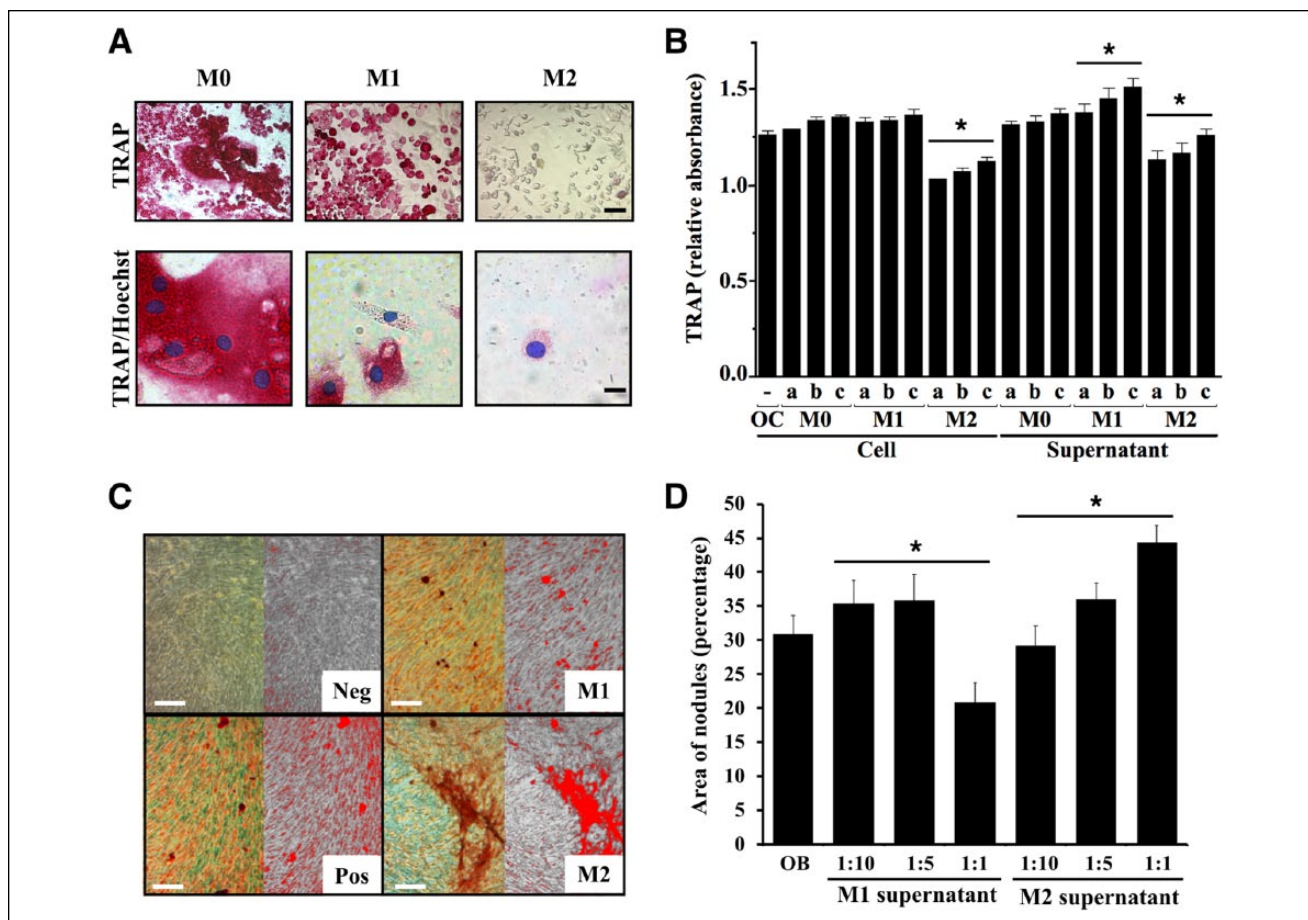 A
M0 M1 M2
TRAP
TRAP/Hoechst
B
TRAP (relative absorbance)
1.5
1.0
0.5
0.0
- a b c a b c a b c a b c a b c a b c
OC M0 M1 M2 M0 M1 M2
Cell Supernatant
* * *
C
Neg M1
Pos M2
D
Area of nodules (percentage)
50
45
40
35
30
25
20
15
10
5
0
* *
OB 1:10 1:5 1:1 1:10 1:5 1:1
M1 supernatant M2 supernatant